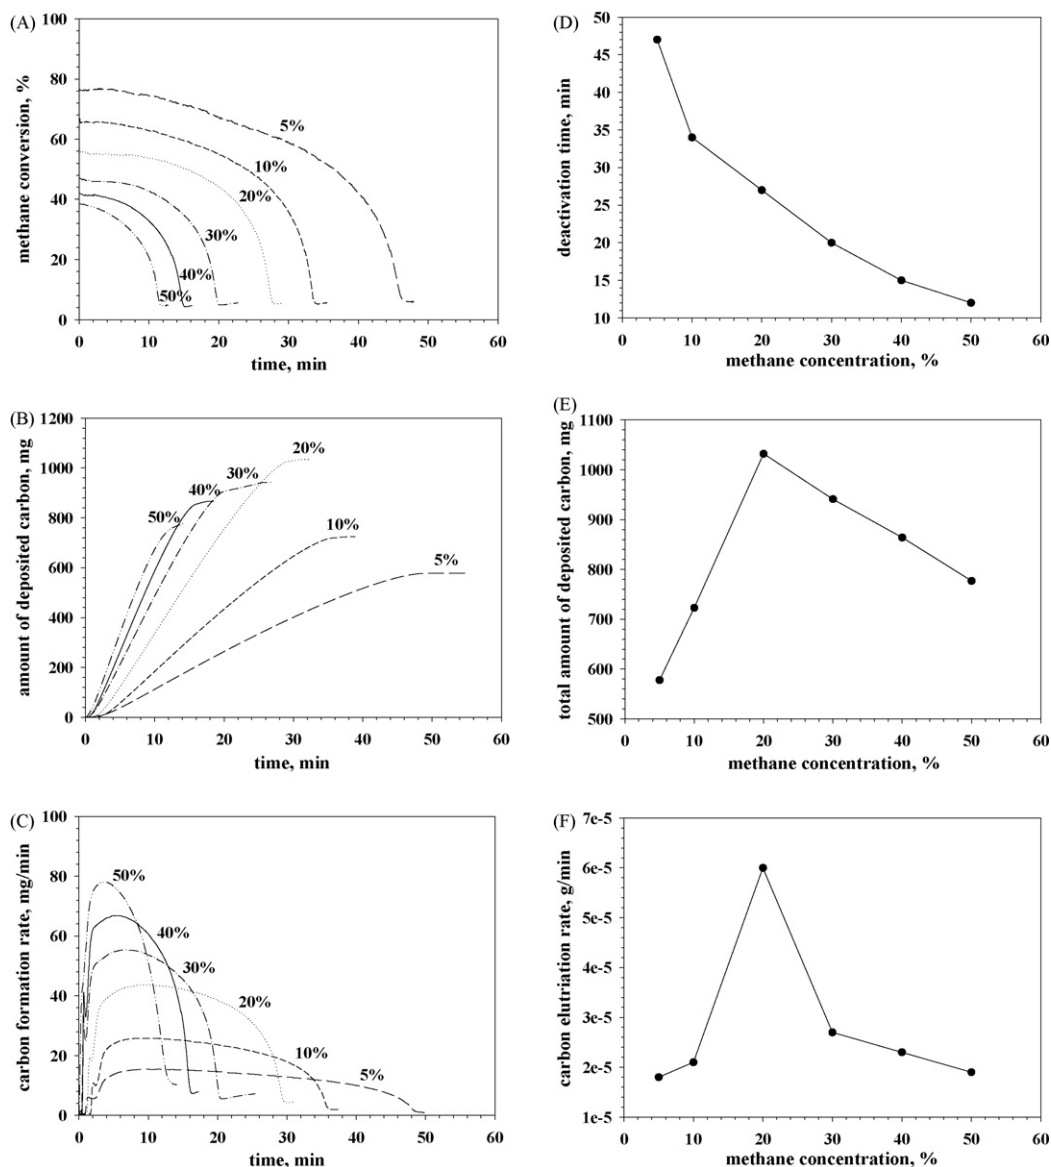 (A)
100
80
60
40
20
0
methane conversion, %
5%
10%
20%
30%
40%
50%
0 10 20 30 40 50 60
time, min
(D)
50
45
40
35
30
25
20
15
10
deactivation time, min
0 10 20 30 40 50 60
methane concentration, %
(B)
1200
1000
800
600
400
200
0
amount of deposited carbon, mg
20%
30%
40%
50%
10%
5%
0 10 20 30 40 50 60
time, min
(E)
1100
1000
900
800
700
600
500
total amount of deposited carbon, mg
0 10 20 30 40 50 60
methane concentration, %
(C)
100
80
60
40
20
0
carbon formation rate, mg/min
50%
40%
30%
20%
10%
5%
0 10 20 30 40 50 60
time, min
(F)
7e-5
6e-5
5e-5
4e-5
3e-5
2e-5
1e-5
carbon elutriation rate, g/min
0 10 20 30 40 50 60
methane concentration, %